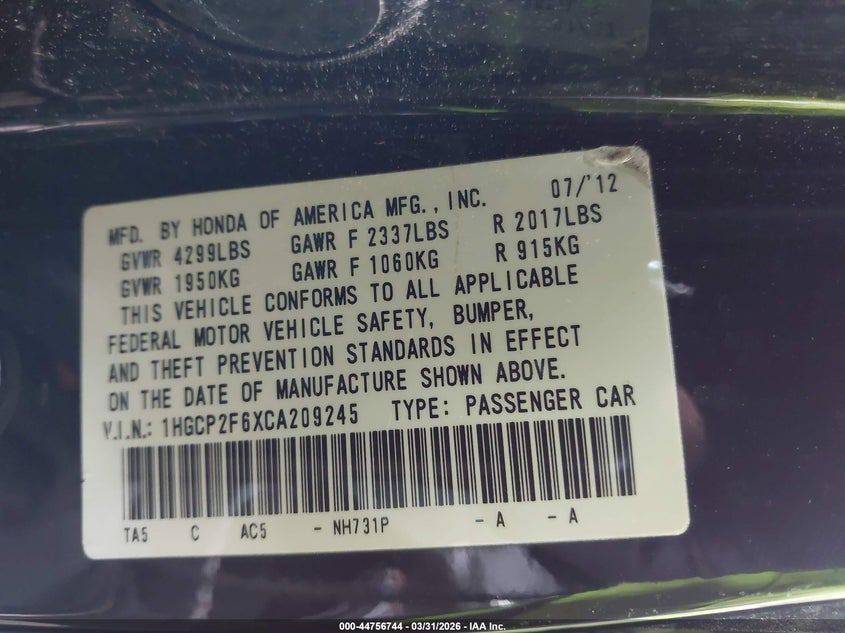 MFD. BY HONDA OF AMERICA MFG., INC. 07/'12
GVWR 4299LBS GAWR F 2337LBS R 2017LBS
GVWR 1950KG GAWR F 1060KG R 915KG
THIS VEHICLE CONFORMS TO ALL APPLICABLE
FEDERAL MOTOR VEHICLE SAFETY, BUMPER,
AND THEFT PREVENTION STANDARDS IN EFFECT
ON THE DATE OF MANUFACTURE SHOWN ABOVE.
V.I.N.: 1HGCP2F6XCA209245 TYPE: PASSENGER CAR
TA5 C AC5 - NH731P - A - A
000-44756744 / 03/31/2026 / IAA Inc.